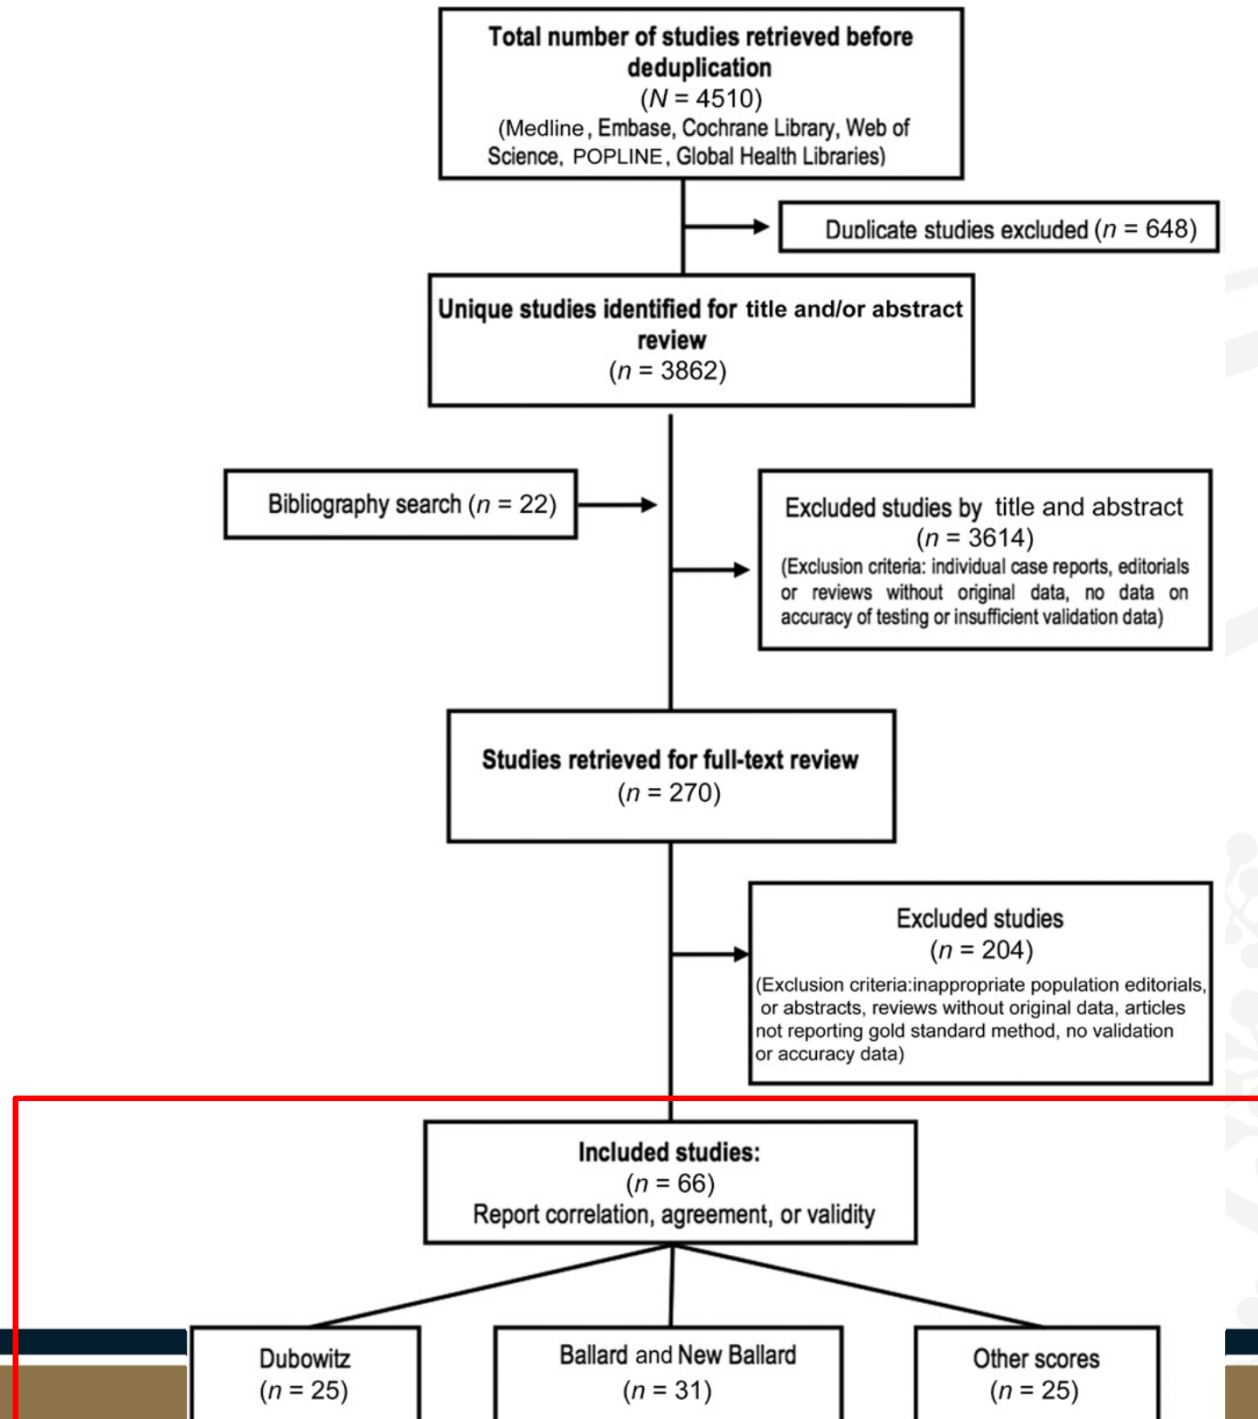 Total number of studies retrieved before
deduplication
(N = 4510)
(Medline, Embase, Cochrane Library, Web of
Science, POPLINE, Global Health Libraries)
Duplicate studies excluded (n = 648)
Unique studies identified for title and/or abstract
review
(n = 3862)
Bibliography search (n = 22)
Excluded studies by title and abstract
(n = 3614)
(Exclusion criteria: individual case reports, editorials
or reviews without original data, no data on
accuracy of testing or insufficient validation data)
Studies retrieved for full-text review
(n = 270)
Excluded studies
(n = 204)
(Exclusion criteria:inappropriate population editorials,
or abstracts, reviews without original data, articles
not reporting gold standard method, no validation
or accuracy data)
Included studies:
(n = 66)
Report correlation, agreement, or validity
Dubowitz
(n = 25)
Ballard and New Ballard
(n = 31)
Other scores
(n = 25)